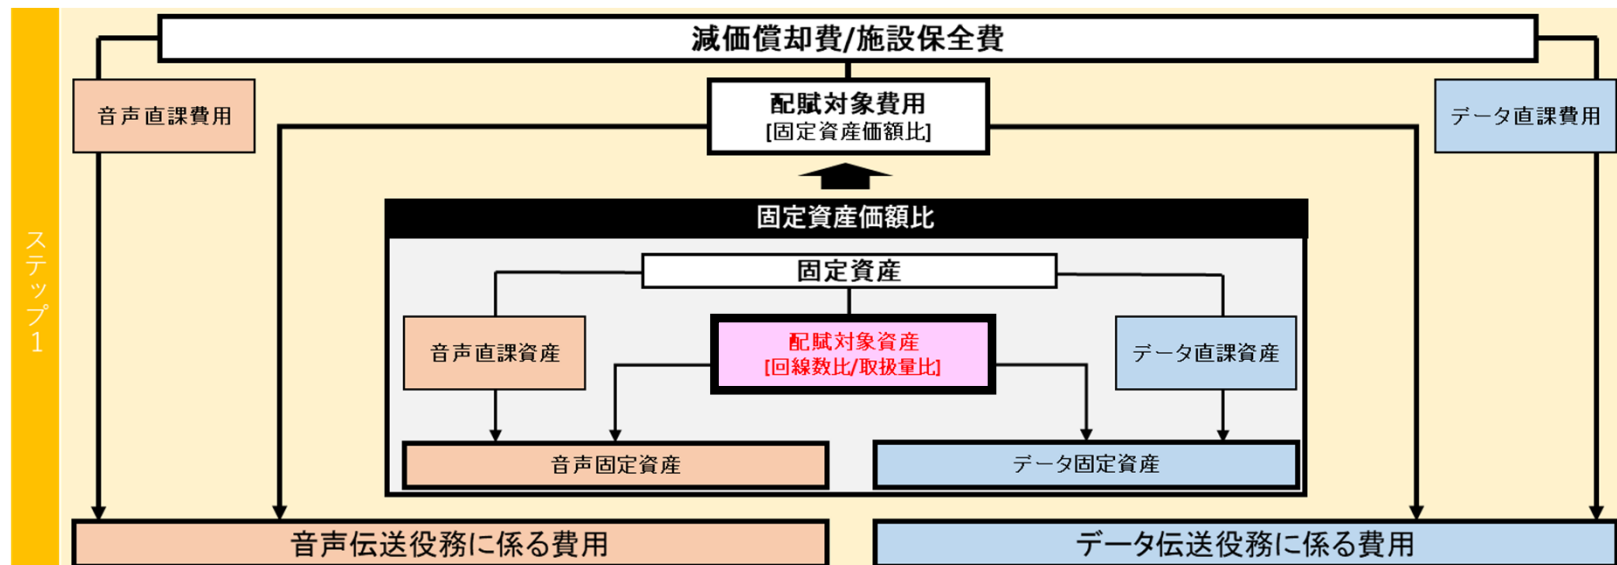 ステップ1
減価償却費/施設保全費
音声直課費用
配賦対象費用
[固定資産価額比]
データ直課費用
固定資産価額比
固定資産
音声直課資産
配賦対象資産
[回線数比/取扱量比]
データ直課資産
音声固定資産
データ固定資産
音声伝送役務に係る費用
データ伝送役務に係る費用